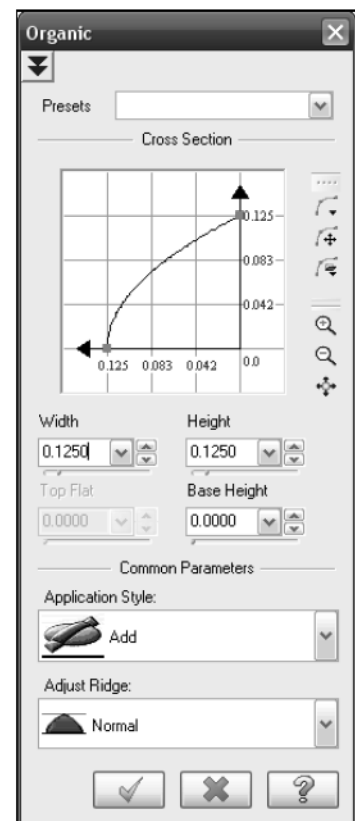 Organic
Presets
Cross Section
0.125
0.083
0.042
0.125 0.083 0.042 0.0
Width Height
0.1250 0.1250
Top Flat Base Height
0.0000 0.0000
Common Parameters
Application Style:
Add
Adjust Ridge:
Normal
?